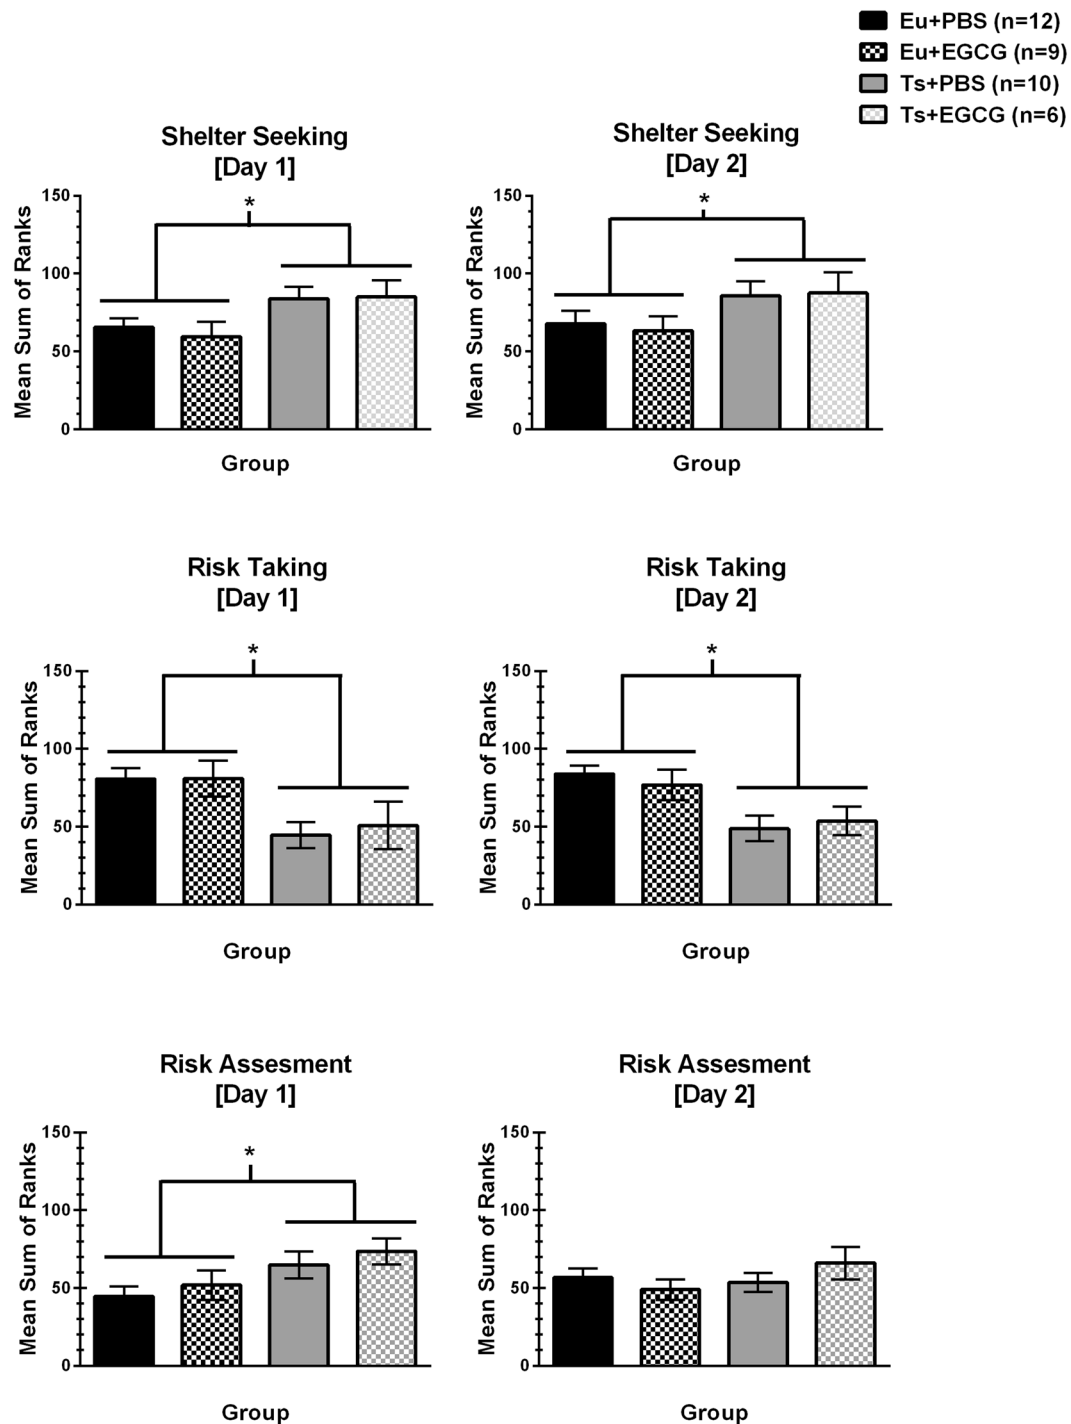 Eu+PBS (n=12)
Eu+EGCG (n=9)
Ts+PBS (n=10)
Ts+EGCG (n=6)
Shelter Seeking
[Day 1]
Mean Sum of Ranks
150
100
50
0
*
Group
Shelter Seeking
[Day 2]
Mean Sum of Ranks
150
100
50
0
*
Group
Risk Taking
[Day 1]
Mean Sum of Ranks
150
100
50
0
*
Group
Risk Taking
[Day 2]
Mean Sum of Ranks
150
100
50
0
*
Group
Risk Assesment
[Day 1]
Mean Sum of Ranks
150
100
50
0
*
Group
Risk Assesment
[Day 2]
Mean Sum of Ranks
150
100
50
0
Group